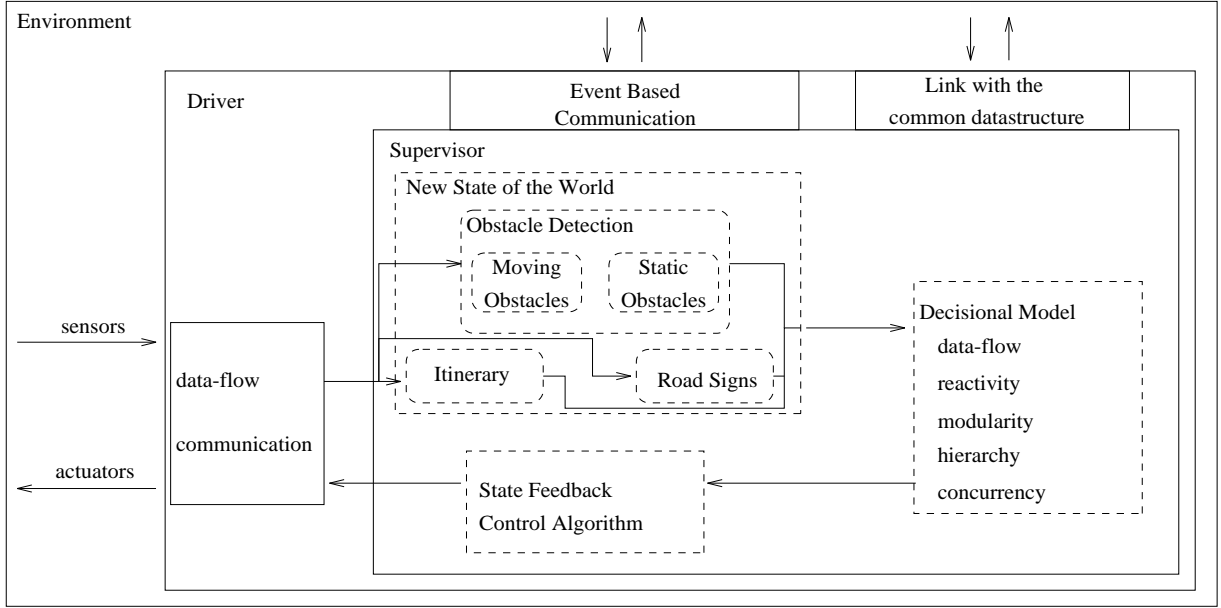 Environment
Driver
Event Based
Communication
Link with the
common datastructure
Supervisor
New State of the World
Obstacle Detection
Moving
Obstacles
Static
Obstacles
sensors
data-flow
communication
actuators
Itinerary
Road Signs
Decisional Model
data-flow
reactivity
modularity
hierarchy
concurrency
State Feedback
Control Algorithm